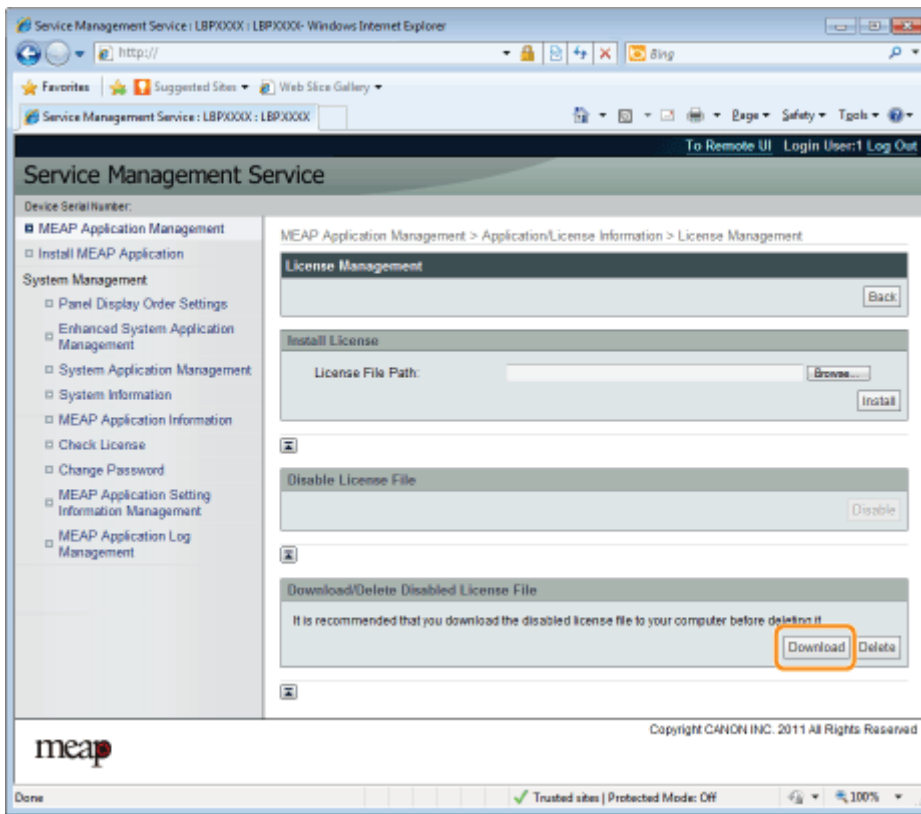 Service Management Service : LBPXXXX : LBPXXXX- Windows Internet Explorer
http://
Bing
Favorites
Suggested Sites
Web Slice Gallery
Service Management Service : LBPXXXX : LBPXXXX
Page
Safety
Tools
To Remote UI Login User:1 Log Out
Service Management Service
Device Serial Number:
MEAP Application Management
Install MEAP Application
System Management
Panel Display Order Settings
Enhanced System Application
Management
System Application Management
System Information
MEAP Application Information
Check License
Change Password
MEAP Application Setting
Information Management
MEAP Application Log
Management
MEAP Application Management > Application/License Information > License Management
License Management
Back
Install License
License File Path:
Browse...
Install
Disable License File
Disable
Download/Delete Disabled License File
It is recommended that you download the disabled license file to your computer before deleting it.
Download
Delete
Copyright CANON INC. 2011 All Rights Reserved
meap
Done
Trusted sites | Protected Mode: Off
100%